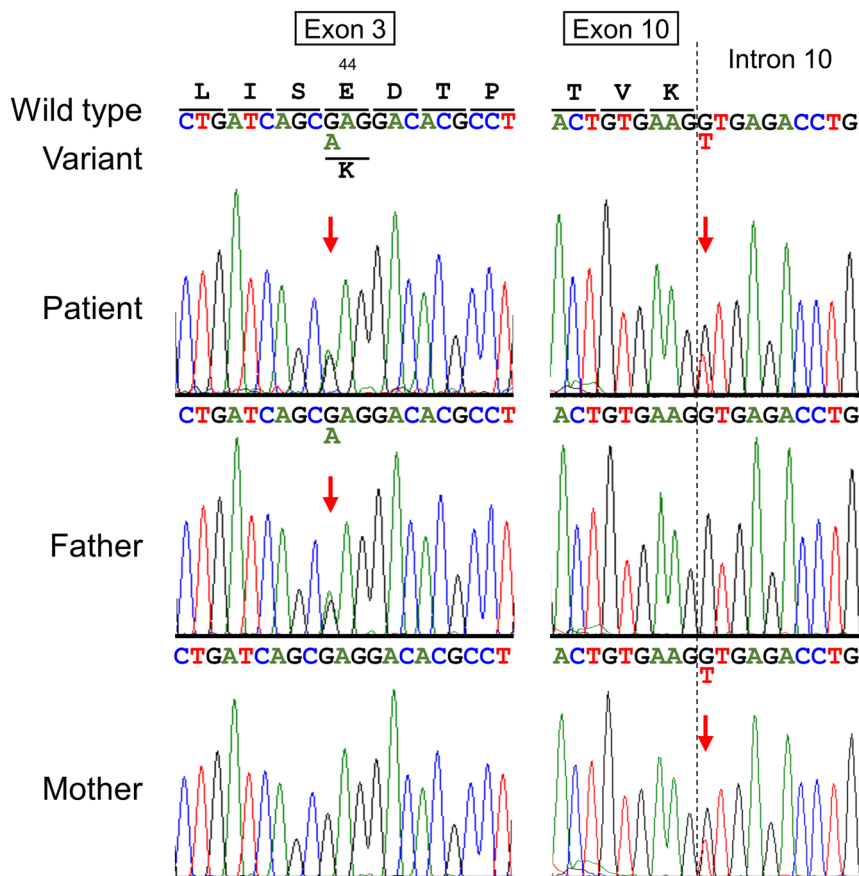 Exon 3 Exon 10
44 Intron 10
L I S E D T P T V K
Wild type CTGATCAGCGAGGACACGCCT ACTGTGAAGGTGAGACCTG
Variant A T
K
Patient
CTGATCAGCGAGGACACGCCT ACTGTGAAGGTGAGACCTG
A
Father
CTGATCAGCGAGGACACGCCT ACTGTGAAGGTGAGACCTG
T
Mother